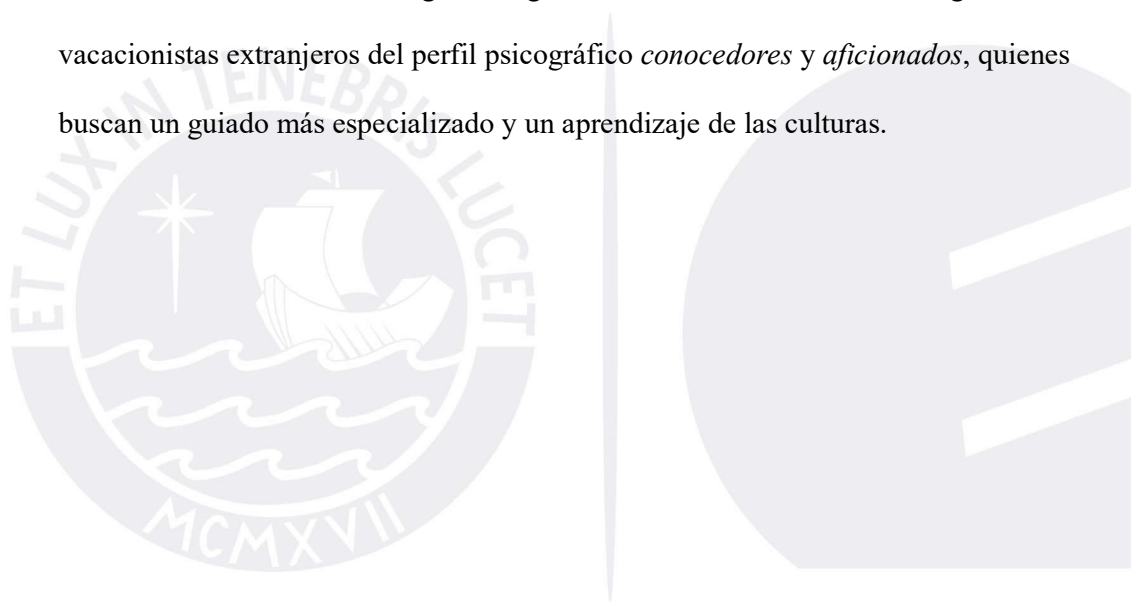 vacacionistas extranjeros del perfil psicográfico conocedores y aficionados, quienes
buscan un guiado más especializado y un aprendizaje de las culturas.
ET LUX IN TENEBRIS LUCET
MCMXVII